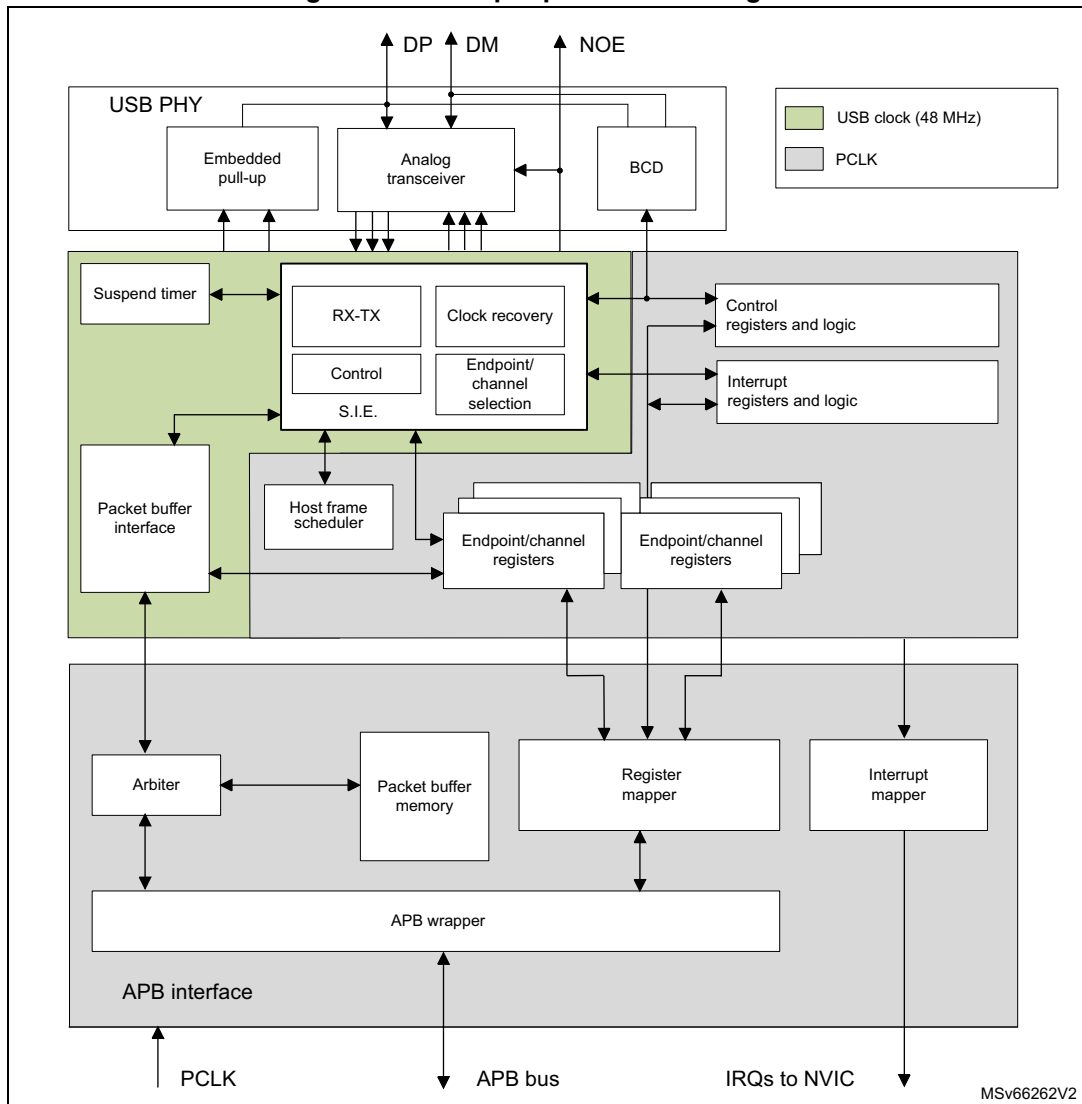 DP DM NOE
USB PHY
Embedded
pull-up
Analog
transceiver
BCD
USB clock (48 MHz)
PCLK
Suspend timer
RX-TX
Clock recovery
Control
Endpoint/
channel
selection
S.I.E.
Control
registers and logic
Interrupt
registers and logic
Packet buffer
interface
Host frame
scheduler
Endpoint/channel
registers
Endpoint/channel
registers
Arbiter
Packet buffer
memory
Register
mapper
Interrupt
mapper
APB wrapper
APB interface
PCLK
APB bus
IRQs to NVIC
MSv66262V2